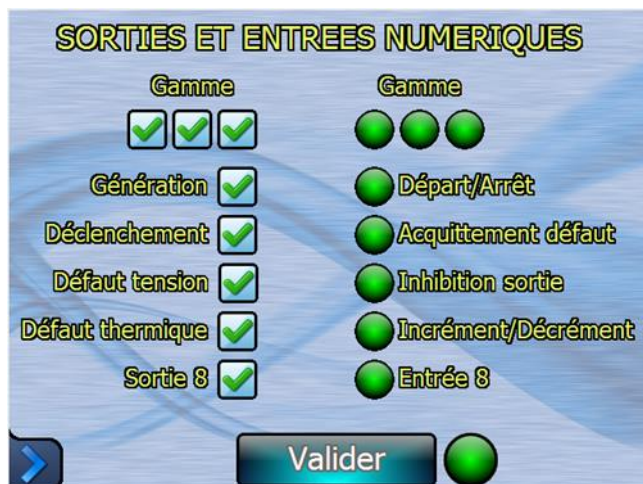 SORTIES ET ENTREES NUMERIQUES
Gamme Gamme
Génération Départ/Arrêt
Déclenchement Acquittement défaut
Défaut tension Inhibition sortie
Défaut thermique Incrément/Décrément
Sortie 8 Entrée 8
Valider